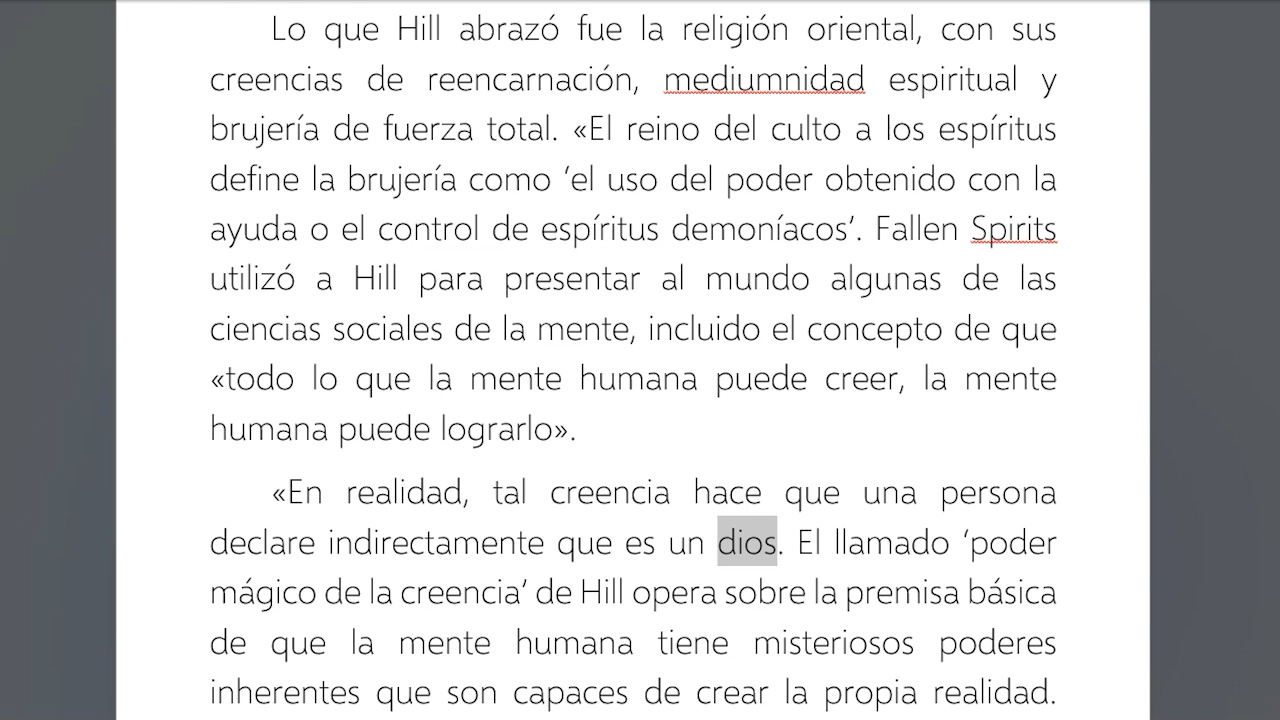 Lo que Hill abrazó fue la religión oriental, con sus
creencias de reencarnación, mediumnidad espiritual y
brujería de fuerza total. «El reino del culto a los espíritus
define la brujería como ‘el uso del poder obtenido con la
ayuda o el control de espíritus demoníacos’. Fallen Spirits
utilizó a Hill para presentar al mundo algunas de las
ciencias sociales de la mente, incluido el concepto de que
«todo lo que la mente humana puede creer, la mente
humana puede lograrlo».
«En realidad, tal creencia hace que una persona
declare indirectamente que es un dios. El llamado ‘poder
mágico de la creencia’ de Hill opera sobre la premisa básica
de que la mente humana tiene misteriosos poderes
inherentes que son capaces de crear la propia realidad.